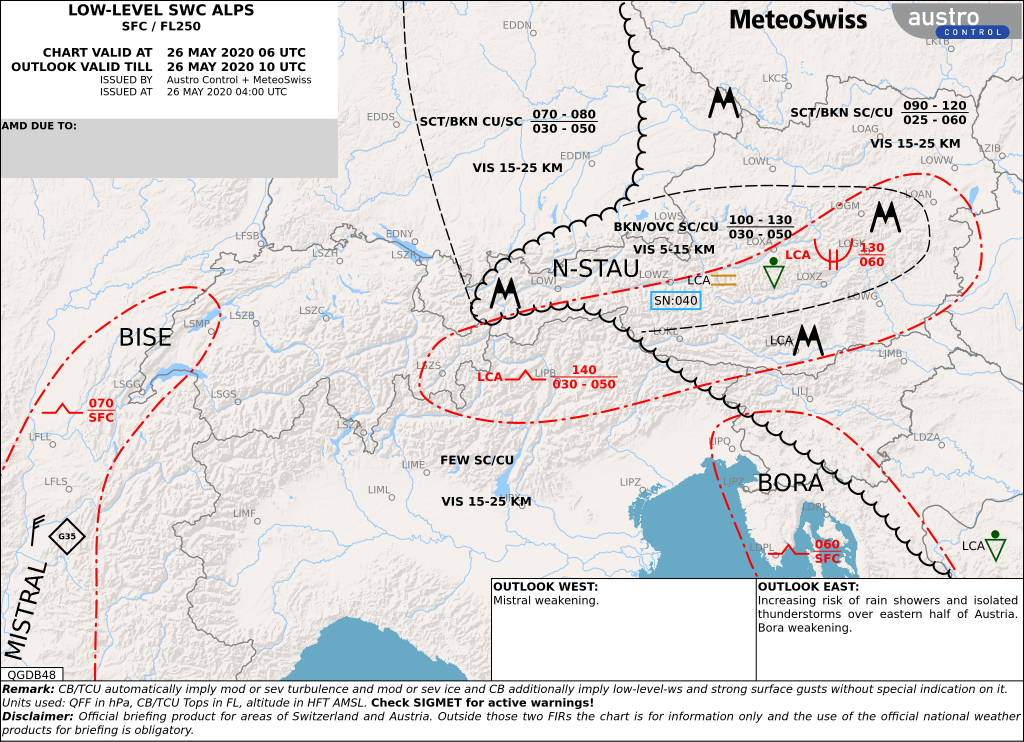 LOW-LEVEL SWC ALPS
SFC / FL250
CHART VALID AT 26 MAY 2020 06 UTC
OUTLOOK VALID TILL 26 MAY 2020 10 UTC
ISSUED BY Austro Control + MeteoSwiss
ISSUED AT 26 MAY 2020 04:00 UTC
AMD DUE TO:
MeteoSwiss
austro
CONTROL
EDDN
LKTB
LKCS
EDDS
SCT/BKN CU/SC 070 - 080
030 - 050
SCT/BKN SC/CU 090 - 120
025 - 060
LOAG
VIS 15-25 KM
EDDM
VIS 15-25 KM
LZIB
LOWL
LOWW
LOAN
LOGM
LOWS
BKN/OVC SC/CU 100 - 130
030 - 050
EDNY
LFSB
LSZH
LSZR
VIS 5-15 KM
LOXA
LOGI
LCA 130
060
N-STAU
LOWI
LOWZ
LCA
LOXZ
SN:040
LOWG
LSZC
LSZB
LSMP
BISE
LOKL
LCA
LJMB
LSZS
LIPB
LCA 140
030 - 050
LSGG
LSGS
LJLJ
070
SFC
LFLL
LSZA
LIPQ
LDZA
FEW SC/CU
LIME
LFLS
LIML
LIPZ
LJPZ
BORA
VIS 15-25 KM
LIMF
LDRI
G35
LDPL
060
SFC
LCA
MISTRAL
OUTLOOK WEST:
Mistral weakening.
OUTLOOK EAST:
Increasing risk of rain showers and isolated
thunderstorms over eastern half of Austria.
Bora weakening.
QGDB48
Remark: CB/TCU automatically imply mod or sev turbulence and mod or sev ice and CB additionally imply low-level-ws and strong surface gusts without special indication on it.
Units used: QFF in hPa, CB/TCU Tops in FL, altitude in HFT AMSL. Check SIGMET for active warnings!
Disclaimer: Official briefing product for areas of Switzerland and Austria. Outside those two FIRs the chart is for information only and the use of the official national weather
products for briefing is obligatory.